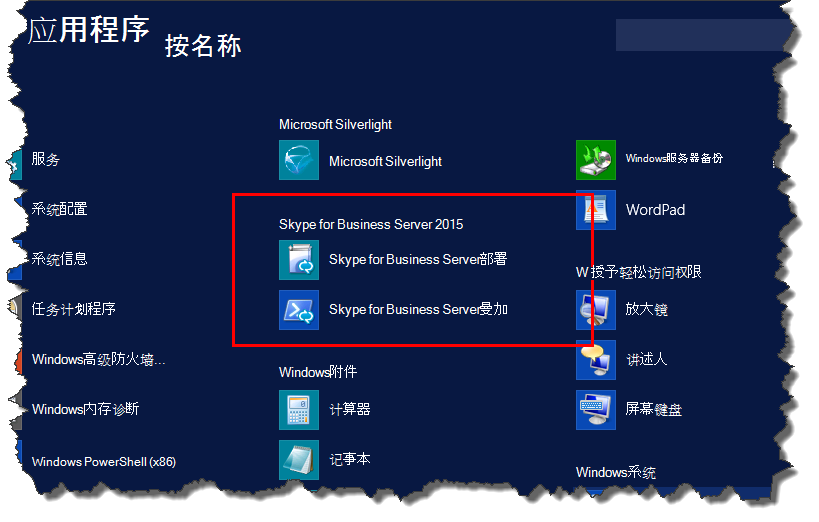 应用程序 按名称
服务
系统配置
系统信息
任务计划程序
Windows高级防火墙...
Windows内存诊断
Windows PowerShell (x86)
Microsoft Silverlight
Microsoft Silverlight
Skype for Business Server 2015
Skype for Business Server部署
Skype for Business Server曼加
Windows附件
计算器
记事本
Windows服务器备份
WordPad
W 授予轻松访问权限
放大镜
讲述人
屏幕键盘
Windows系统